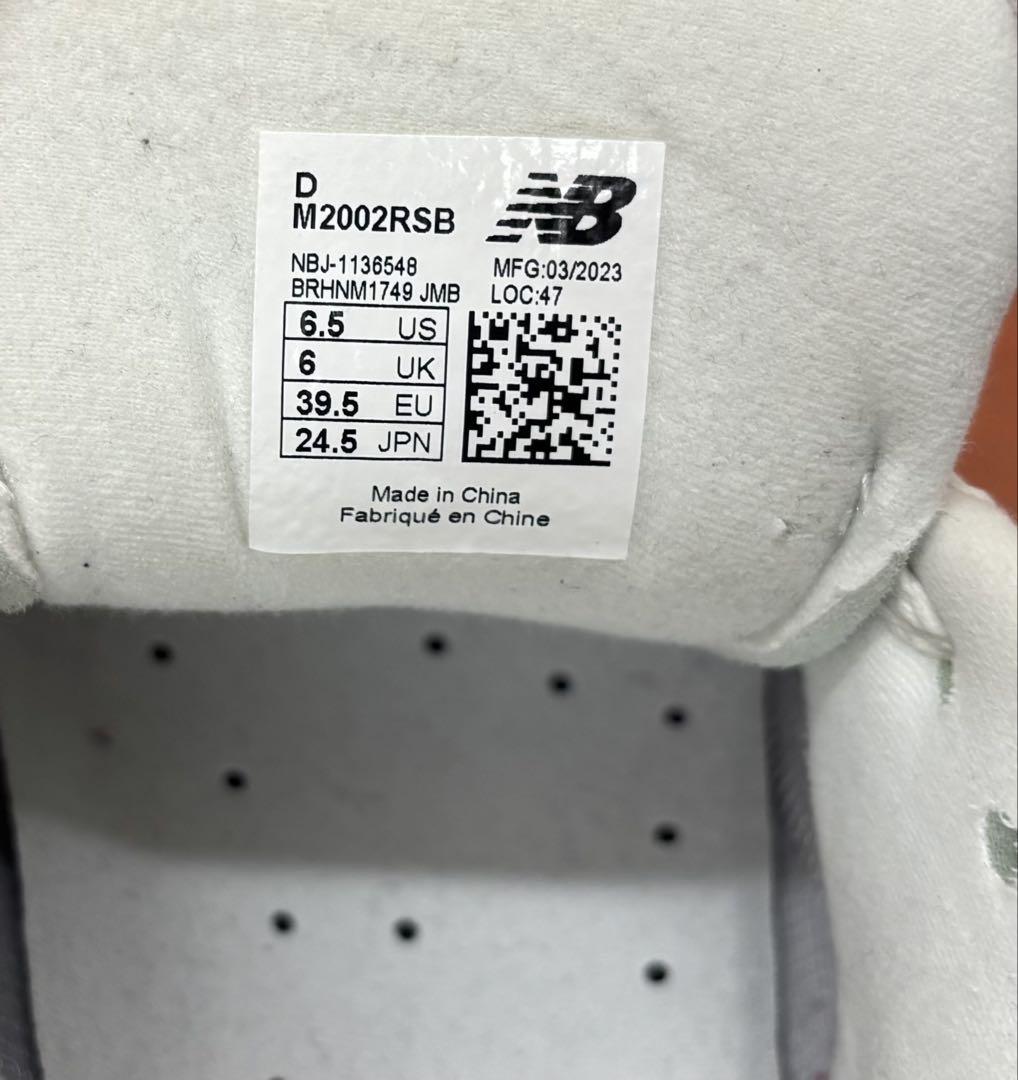 D
M2002RSB
NB
NBJ-1136548
MFG:03/2023
BRHNM1749 JMB
LOC:47
6.5 US
6 UK
39.5 EU
24.5 JPN
Made in China
Fabriqué en Chine